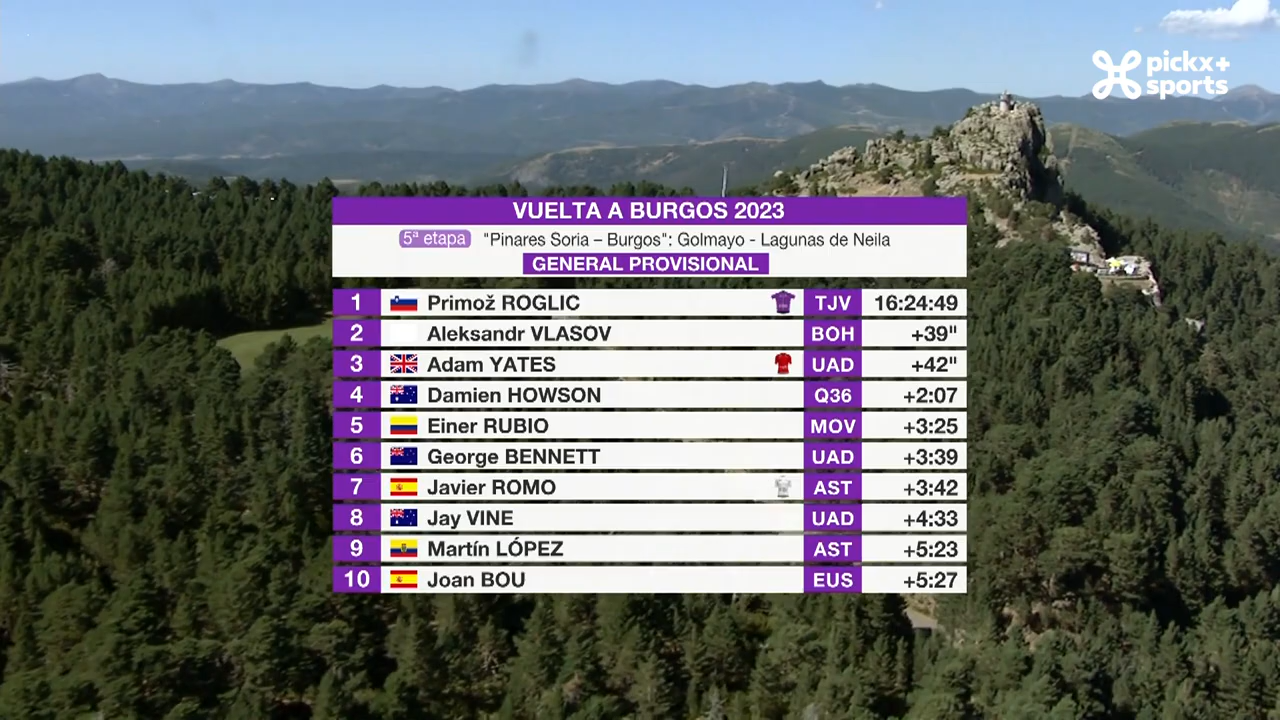 pickx+
sports
VUELTA A BURGOS 2023
5ª etapa "Pinares Soria – Burgos": Golmayo - Lagunas de Neila
GENERAL PROVISIONAL
1 Primož ROGLIC TJV 16:24:49
2 Aleksandr VLASOV BOH +39"
3 Adam YATES UAD +42"
4 Damien HOWSON Q36 +2:07
5 Einer RUBIO MOV +3:25
6 George BENNETT UAD +3:39
7 Javier ROMO AST +3:42
8 Jay VINE UAD +4:33
9 Martín LÓPEZ AST +5:23
10 Joan BOU EUS +5:27